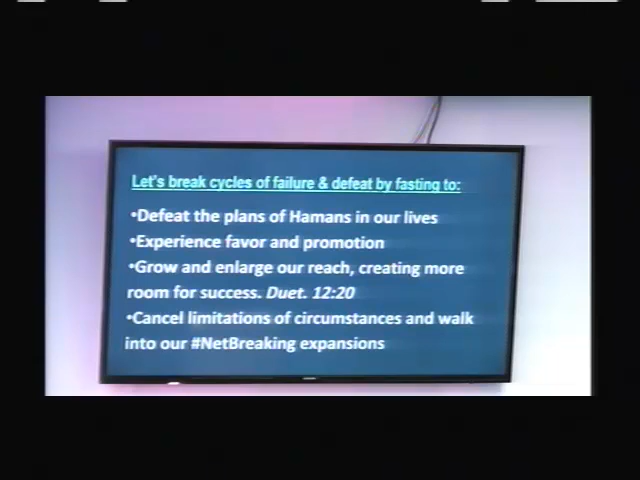 Let's break cycles of failure & defeat by fasting to:
•Defeat the plans of Hamans in our lives
•Experience favor and promotion
•Grow and enlarge our reach, creating more
room for success. Duet. 12:20
•Cancel limitations of circumstances and walk
into our #NetBreaking expansions